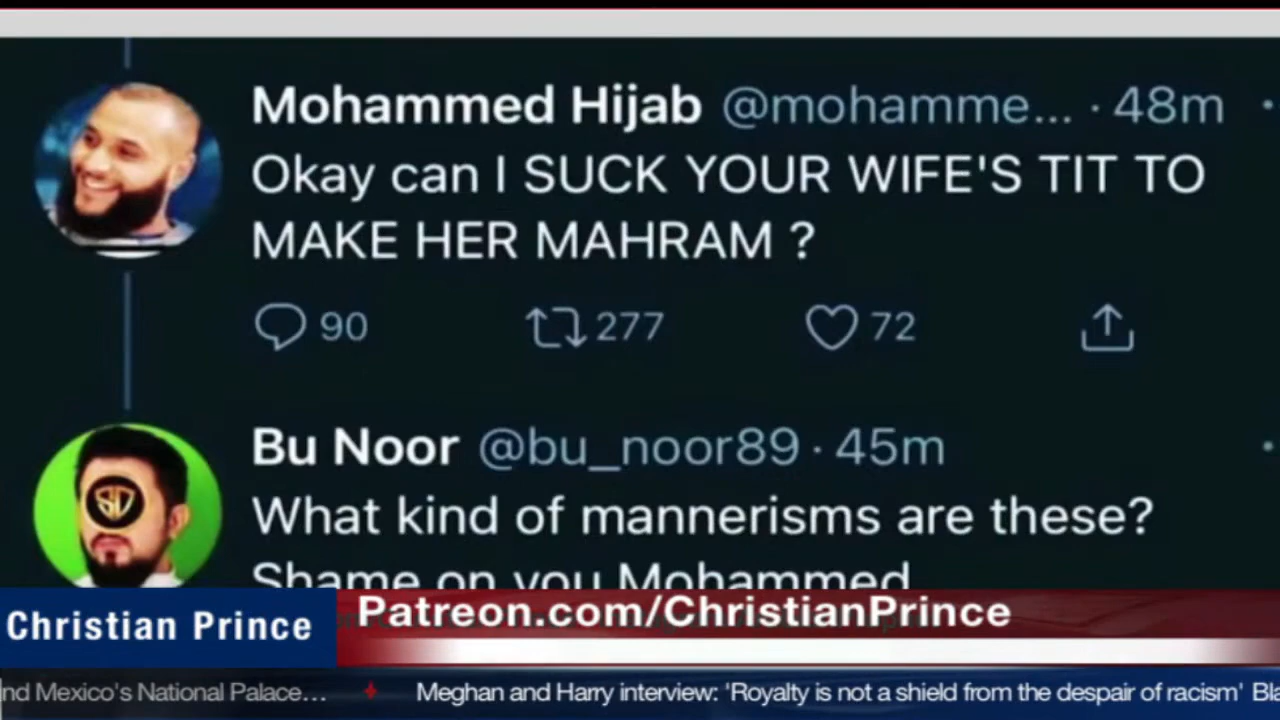 Mohammed Hijab @mohamme... · 48m
Okay can I SUCK YOUR WIFE'S TIT TO
MAKE HER MAHRAM ?
90 277 72
Bu Noor @bu_noor89 · 45m
What kind of mannerisms are these?
Shame on you Mohammed
Christian Prince
Patreon.com/ChristianPrince
nd Mexico's National Palace... Meghan and Harry interview: 'Royalty is not a shield from the despair of racism' Bla